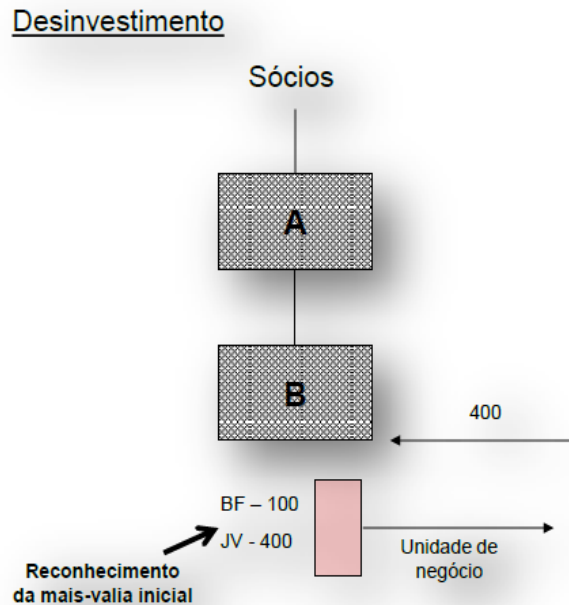 Desinvestimento
Sócios
A
B
400
BF – 100
JV - 400
Unidade de
negócio
Reconhecimento
da mais-valia inicial